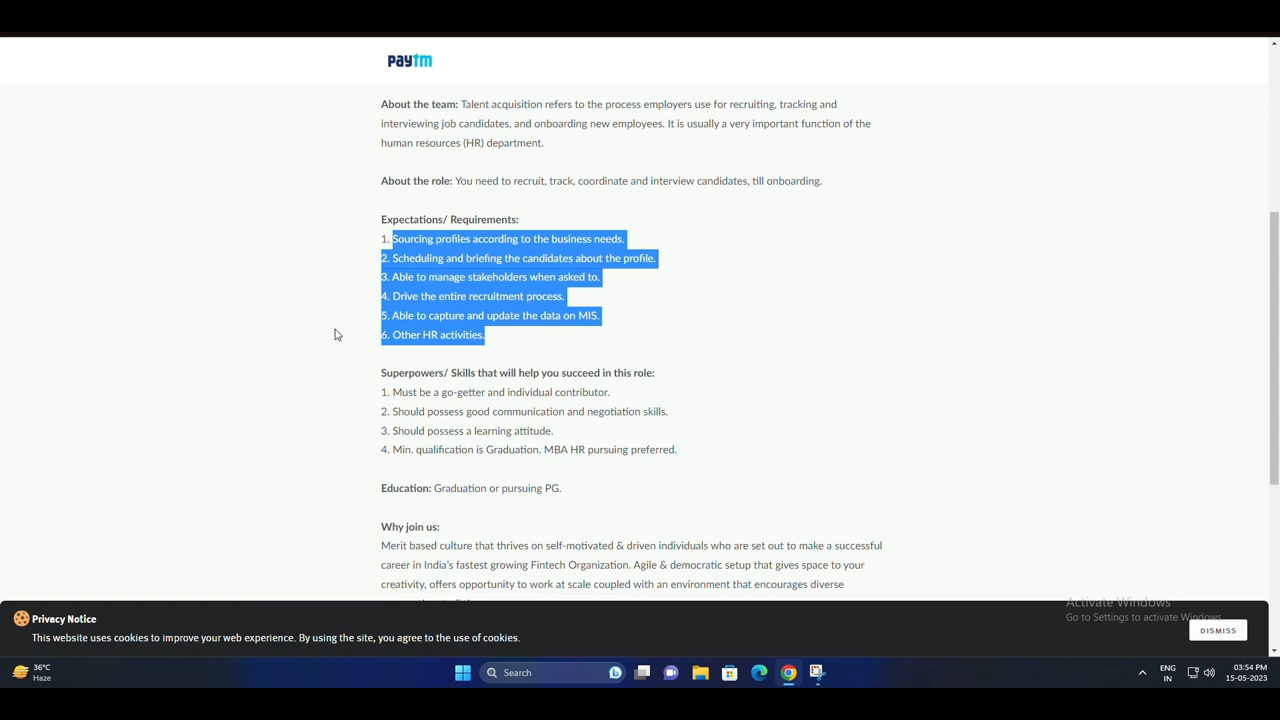 paytm
About the team: Talent acquisition refers to the process employers use for recruiting, tracking and
interviewing job candidates, and onboarding new employees. It is usually a very important function of the
human resources (HR) department.
About the role: You need to recruit, track, coordinate and interview candidates, till onboarding.
Expectations/ Requirements:
1. Sourcing profiles according to the business needs.
2. Scheduling and briefing the candidates about the profile.
3. Able to manage stakeholders when asked to.
4. Drive the entire recruitment process.
5. Able to capture and update the data on MIS.
6. Other HR activities.
Superpowers/ Skills that will help you succeed in this role:
1. Must be a go-getter and individual contributor.
2. Should possess good communication and negotiation skills.
3. Should possess a learning attitude.
4. Min. qualification is Graduation. MBA HR pursuing preferred.
Education: Graduation or pursuing PG.
Why join us:
Merit based culture that thrives on self-motivated & driven individuals who are set out to make a successful
career in India's fastest growing Fintech Organization. Agile & democratic setup that gives space to your
creativity, offers opportunity to work at scale coupled with an environment that encourages diverse
Activate Windows
Go to Settings to activate Windows.
Privacy Notice
This website uses cookies to improve your web experience. By using the site, you agree to the use of cookies.
DISMISS
36°C
Haze
Search
ENG
IN
03:54 PM
15-05-2023